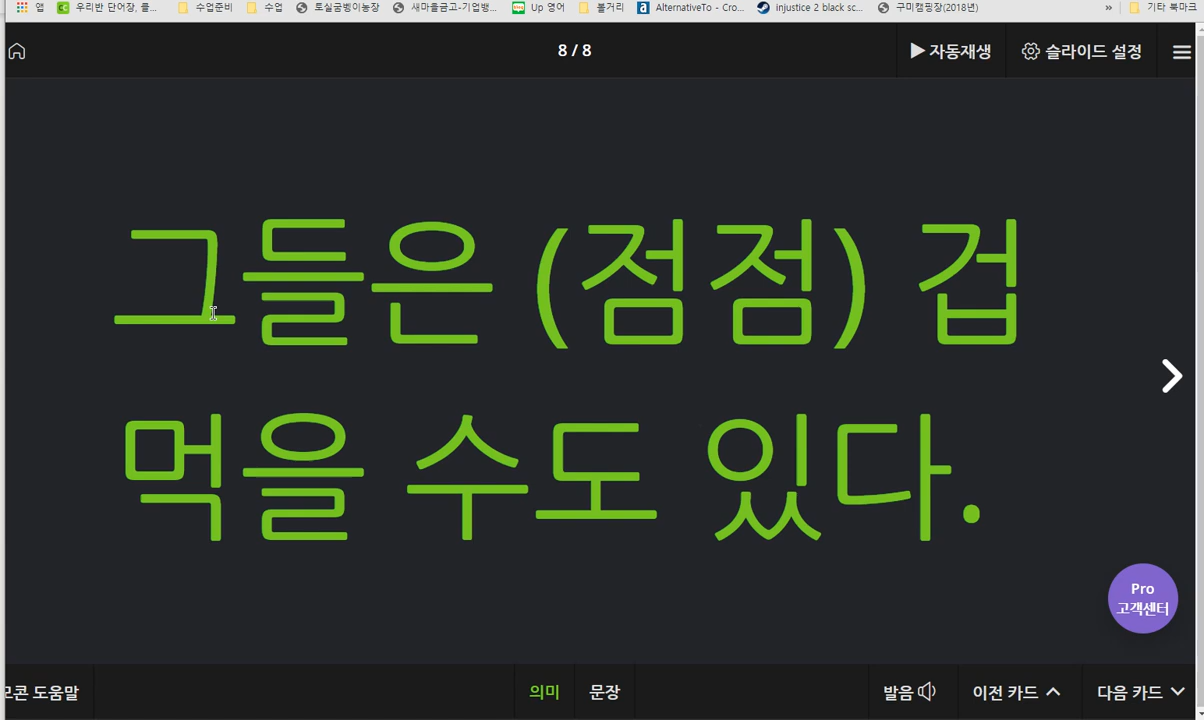 앱 우리반 단어장, 클... 수업준비 수업 토실굼벵이농장 새마을금고-기업뱅... Up 영어 볼거리 AlternativeTo - Cro... injustice 2 black sc... 구미캠핑장(2018년) » 기타 북마크
8 / 8 ▶ 자동재생 슬라이드 설정
그들은 (점점) 겁
먹을 수도 있다.
Pro
고객센터
모콘 도움말 의미 문장 발음 이전 카드 다음 카드